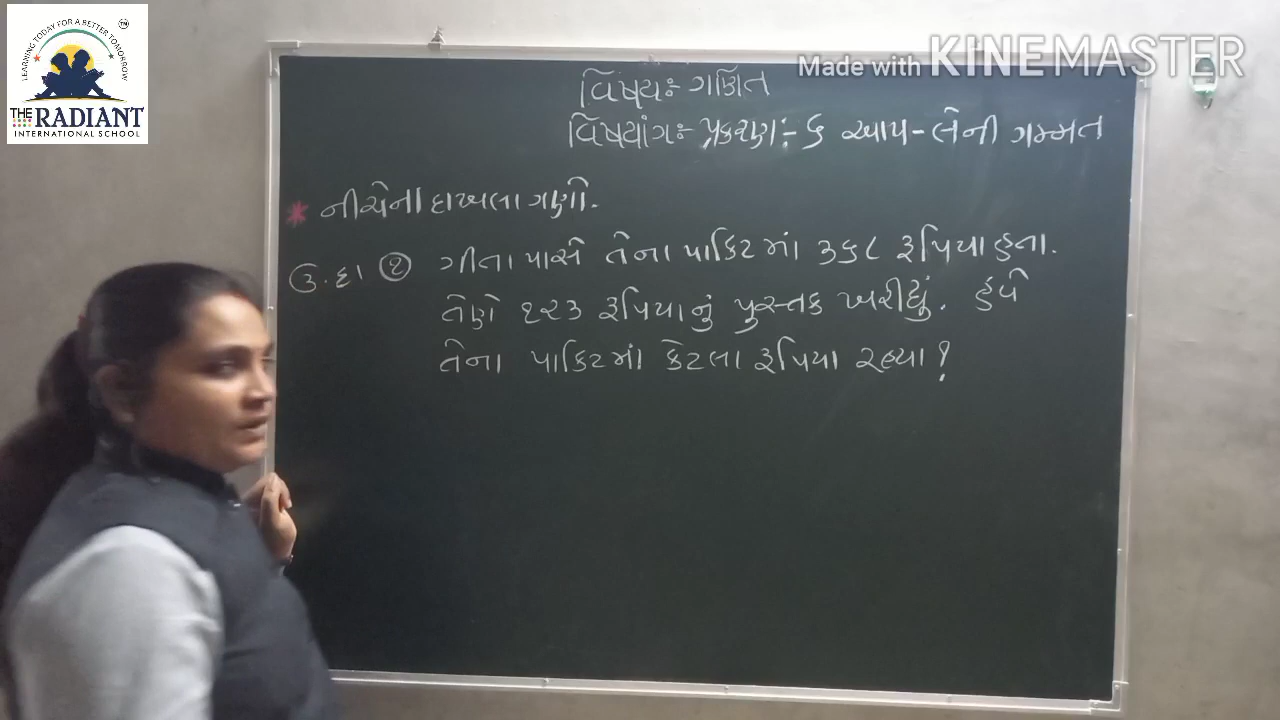 LEARNING TODAY FOR A BETTER TOMORROW
TM
THE RADIANT
INTERNATIONAL SCHOOL
Made with KINEMASTER
વિષય:- ગણિત
વિષયાંગ:- પ્રકરણ:- ૬ આપ-લેની ગમ્મત
* નીચેના દાખલા ગણો.
ઉ.દા ૧ ગીતા પાસે તેના પાકિટમાં ૩૬૮ રૂપિયા હતા.
તેણે ૧૨૩ રૂપિયાનું પુસ્તક ખરીદ્યું. હવે
તેના પાકિટમાં કેટલા રૂપિયા રહ્યા?